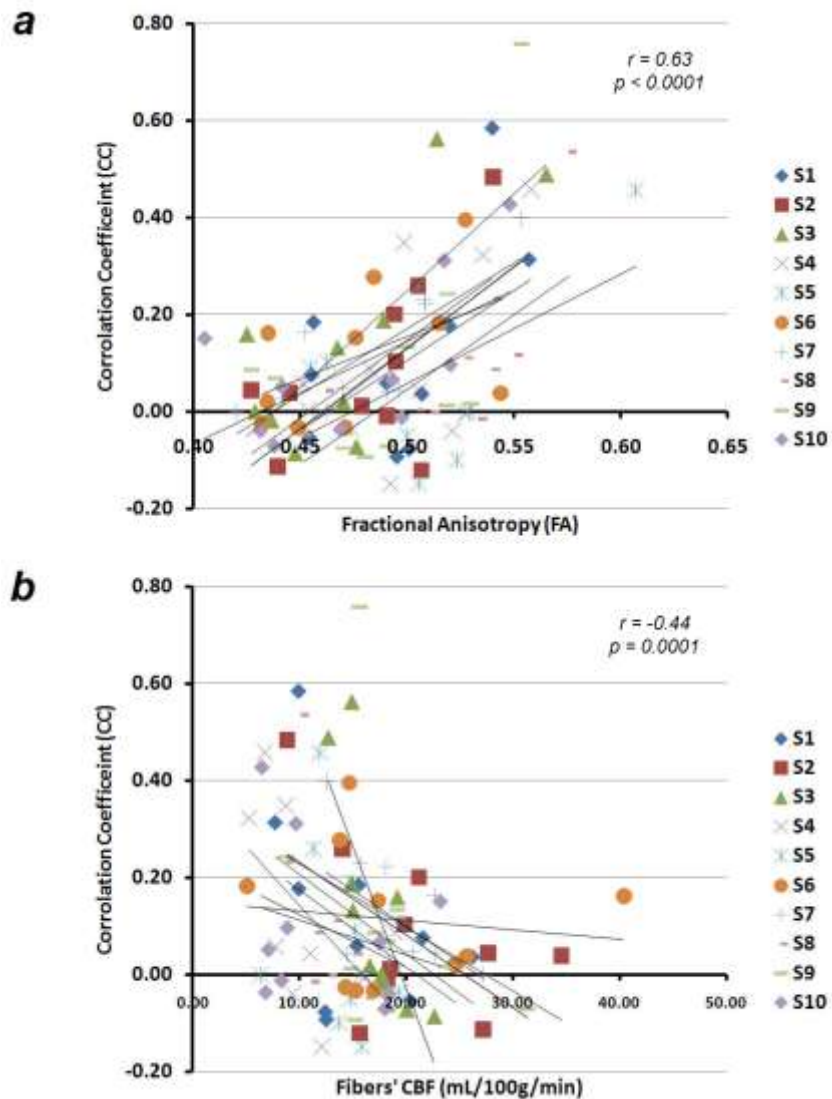 a
0.80
r = 0.63
p < 0.0001
0.60
0.40
0.20
0.00
-0.20
0.40 0.45 0.50 0.55 0.60 0.65
Corrolation Coefficeint (CC)
Fractional Anisotropy (FA)
S1
S2
S3
S4
S5
S6
S7
S8
S9
S10
b
0.80
r = -0.44
p = 0.0001
0.60
0.40
0.20
0.00
-0.20
0.00 10.00 20.00 30.00 40.00 50.00
Corrolation Coefficeint (CC)
Fibers' CBF (mL/100g/min)
S1
S2
S3
S4
S5
S6
S7
S8
S9
S10